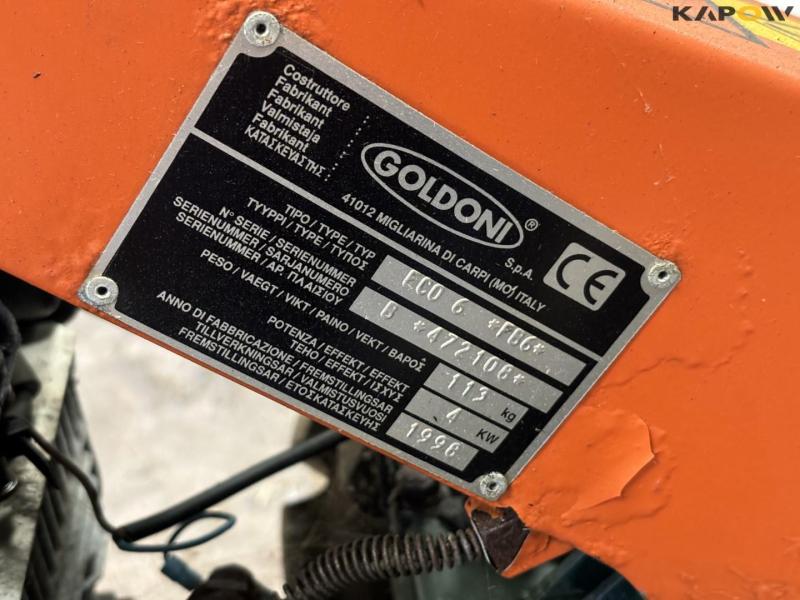 KAPOW
Costruttore
Fabrikant
Fabrikant
Valmistaja
Fabrikant
ΚΑΤΑΣΚΕΥΑΣΤΗΣ :
GOLDONI ® S.p.A.
41012 MIGLIARINA DI CARPI (MO) ITALY
CE
TIPO / TYPE / TYP
TYYPPI / TYPE / ΤΥΠΟΣ
ECO 6 *FB6*
N° SERIE / SERIENUMMER
SERIENUMMER / SARJANUMERO
SERIENUMMER / ΑΡ. ΠΛΑΙΣΙΟΥ
B *472106*
PESO / VAEGT / VIKT / PAINO / VEKT / ΒΑΡΟΣ
113 kg
POTENZA / EFFEKT / EFFEKT
TEHO / EFFEKT / ΙΣΧΥΣ
4 KW
ANNO DI FABBRICAZIONE / FREMSTILLINGSAR
TILLVERKNINGSAR / VALMISTUSVUOSI
FREMSTILLINGSAR / ΕΤΟΣΚΑΤΑΣΚΕΥΗΣ
1996